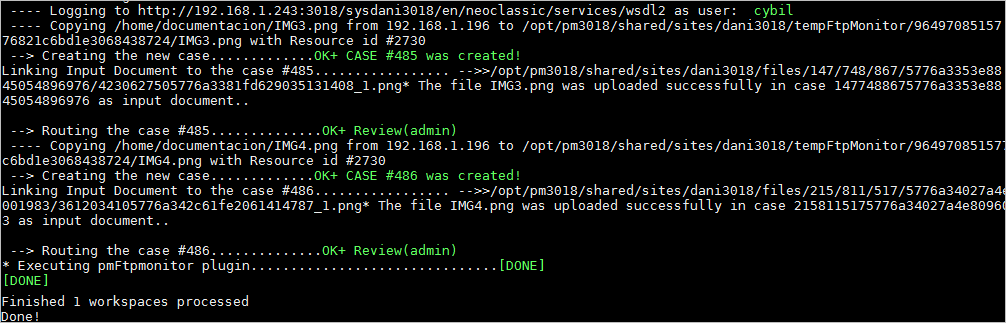 ---- Logging to http://192.168.1.243:3018/sysdani3018/en/neoclassic/services/wsdl2 as user:  cybil
---- Copying /home/documentacion/IMG3.png from 192.168.1.196 to /opt/pm3018/shared/sites/dani3018/tempFtpMonitor/96497085157
76821c6bd1e3068438724/IMG3.png with Resource id #2730
--> Creating the new case.............OK+ CASE #485 was created!
Linking Input Document to the case #485................. -->>/opt/pm3018/shared/sites/dani3018/files/147/748/867/5776a3353e88
45054896976/4230627505776a3381fd629035131408_1.png* The file IMG3.png was uploaded successfully in case 1477488675776a3353e88
45054896976 as input document..
--> Routing the case #485..............OK+ Review(admin)
---- Copying /home/documentacion/IMG4.png from 192.168.1.196 to /opt/pm3018/shared/sites/dani3018/tempFtpMonitor/964970851577
c6bd1e3068438724/IMG4.png with Resource id #2730
--> Creating the new case.............OK+ CASE #486 was created!
Linking Input Document to the case #486................. -->>/opt/pm3018/shared/sites/dani3018/files/215/811/517/5776a34027a4e
001983/3612034105776a342c61fe2061414787_1.png* The file IMG4.png was uploaded successfully in case 2158115175776a34027a4e80960
3 as input document..
--> Routing the case #486..............OK+ Review(admin)
* Executing pmFtpmonitor plugin...............................[DONE]
[DONE]
Finished 1 workspaces processed
Done!